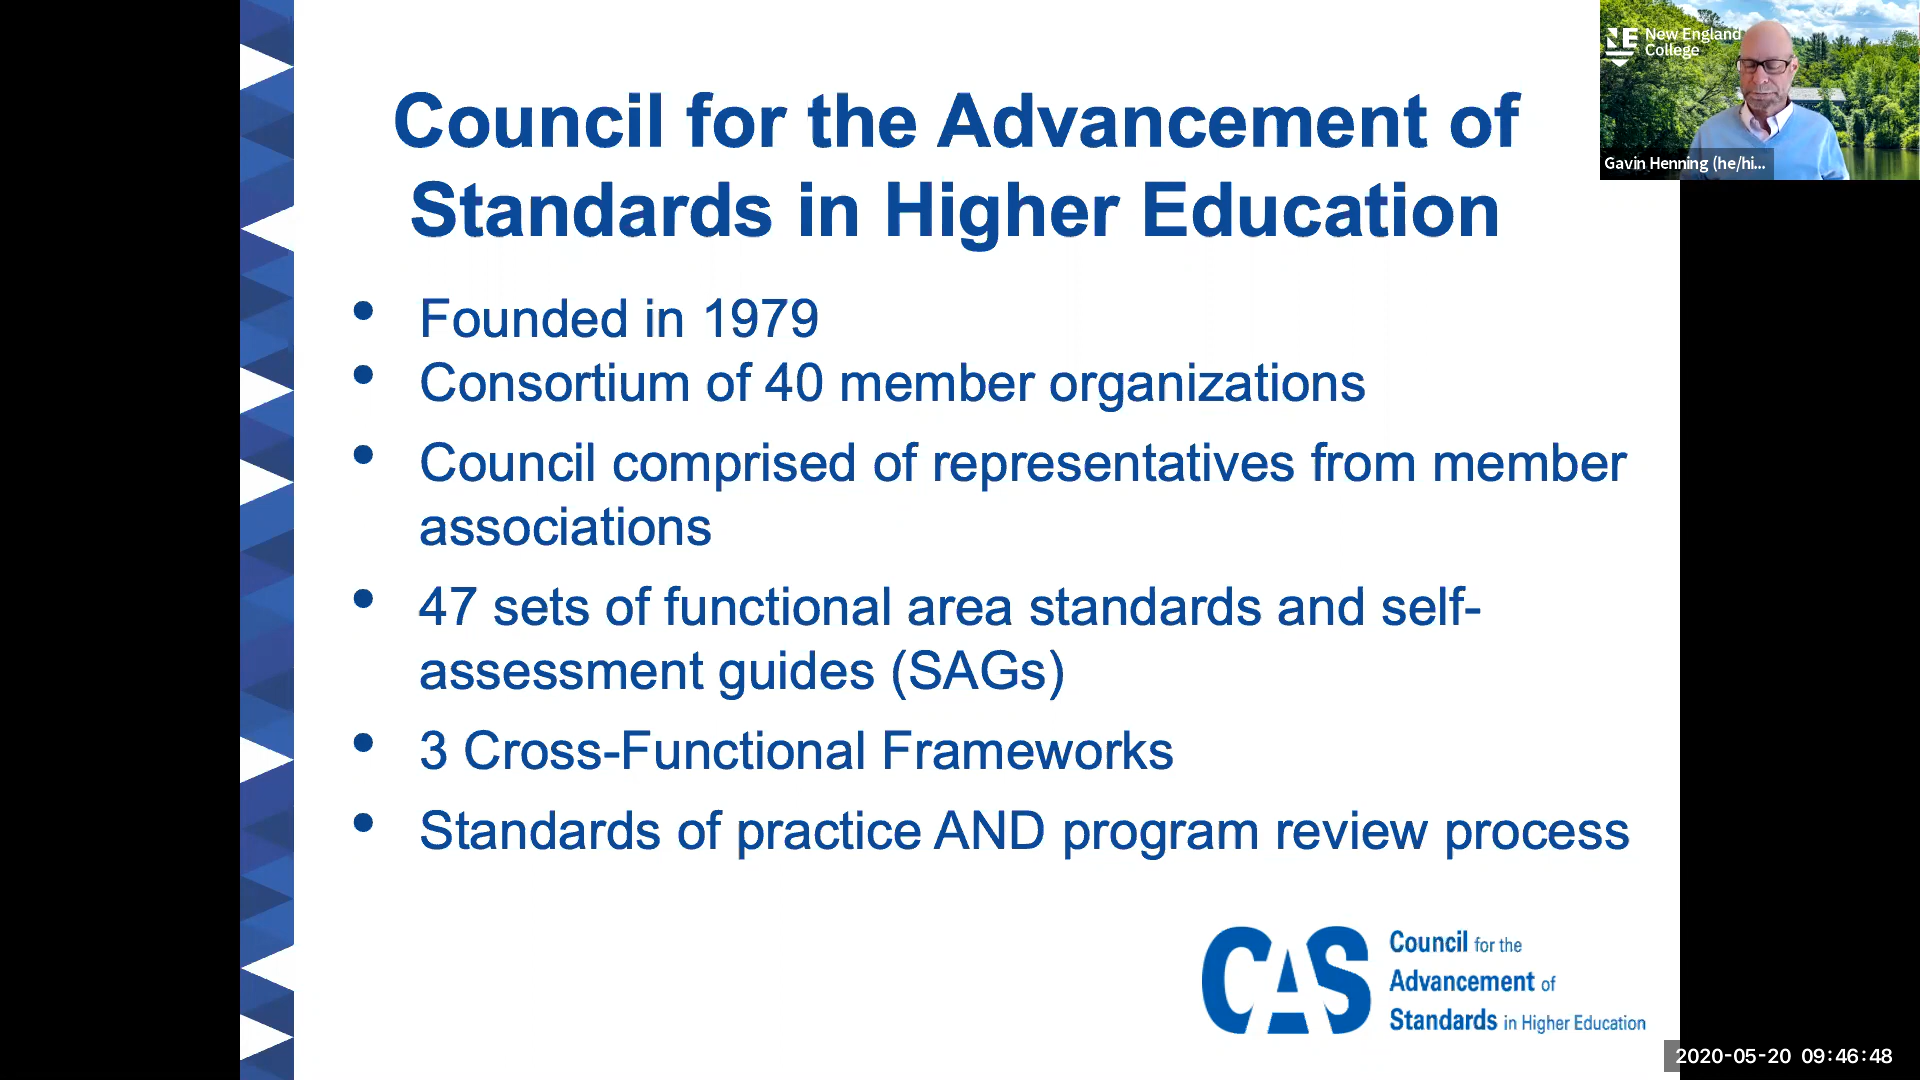 Council for the Advancement of
Standards in Higher Education
• Founded in 1979
• Consortium of 40 member organizations
• Council comprised of representatives from member
associations
• 47 sets of functional area standards and self-
assessment guides (SAGs)
• 3 Cross-Functional Frameworks
• Standards of practice AND program review process
CAS
Council for the
Advancement of
Standards in Higher Education
NE
New England
College
Gavin Henning (he/hi...
2020-05-20 09:46:48